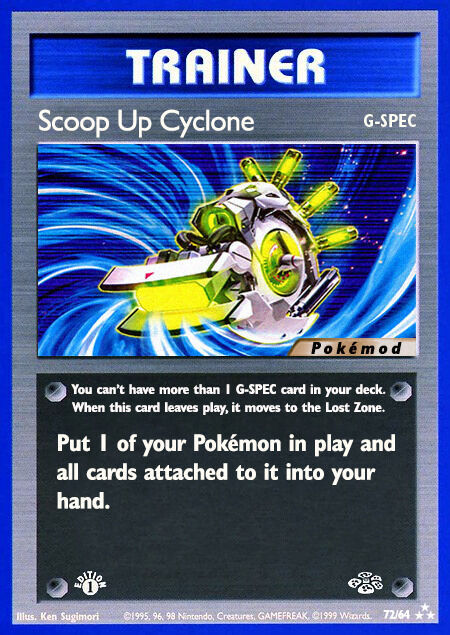 TRAINER
Scoop Up Cyclone
G-SPEC
Pokémod
You can't have more than 1 G-SPEC card in your deck.
When this card leaves play, it moves to the Lost Zone.
Put 1 of your Pokémon in play and
all cards attached to it into your
hand.
EDITION
1
Illus. Ken Sugimori
©1995, 96, 98 Nintendo, Creatures, GAMEFREAK. ©1999 Wizards.
72/64